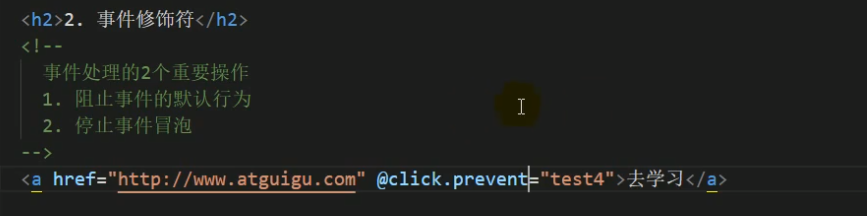 <h2>2. 事件修饰符</h2>
<!--
事件处理的2个重要操作
1. 阻止事件的默认行为
2. 停止事件冒泡
-->
<a href="http://www.atguigu.com" @click.prevent="test4">去学习</a>